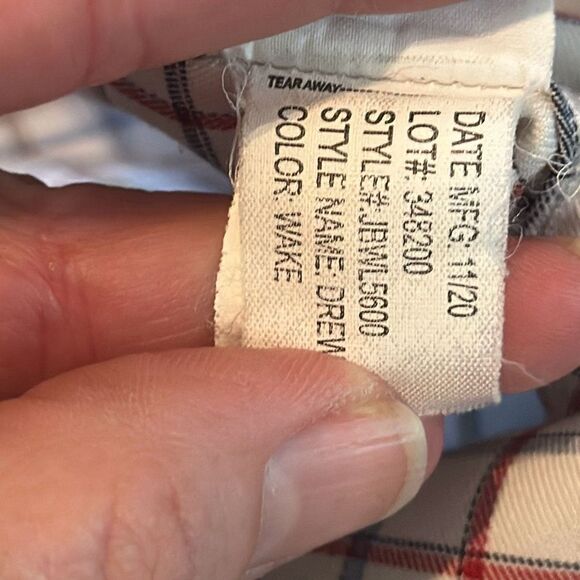 TEAR AWAY
DATE MFG: 11/20
LOT# 348200
STYLE#:JBWL5600
STYLE NAME: DREW
COLOR: WAKE